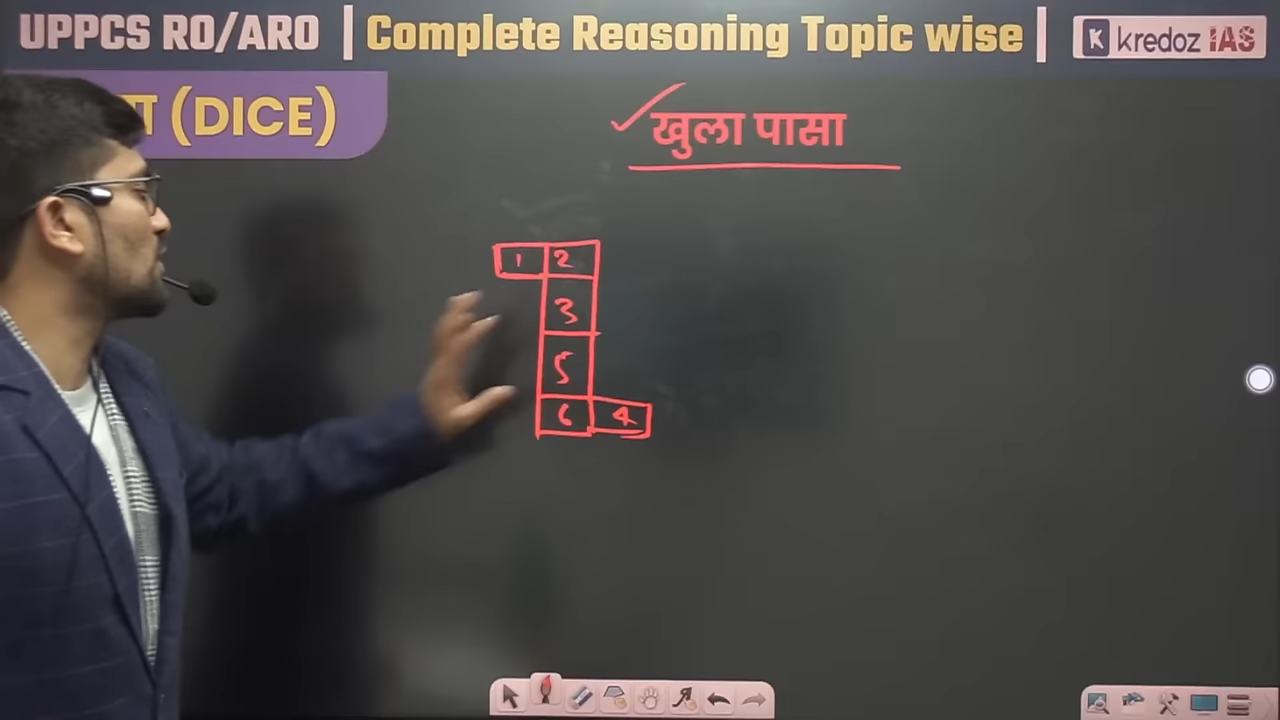 UPPCS RO/ARO | Complete Reasoning Topic wise |
K kredoz IAS
(DICE)
खुला पासा
1 2
3
5
6 4